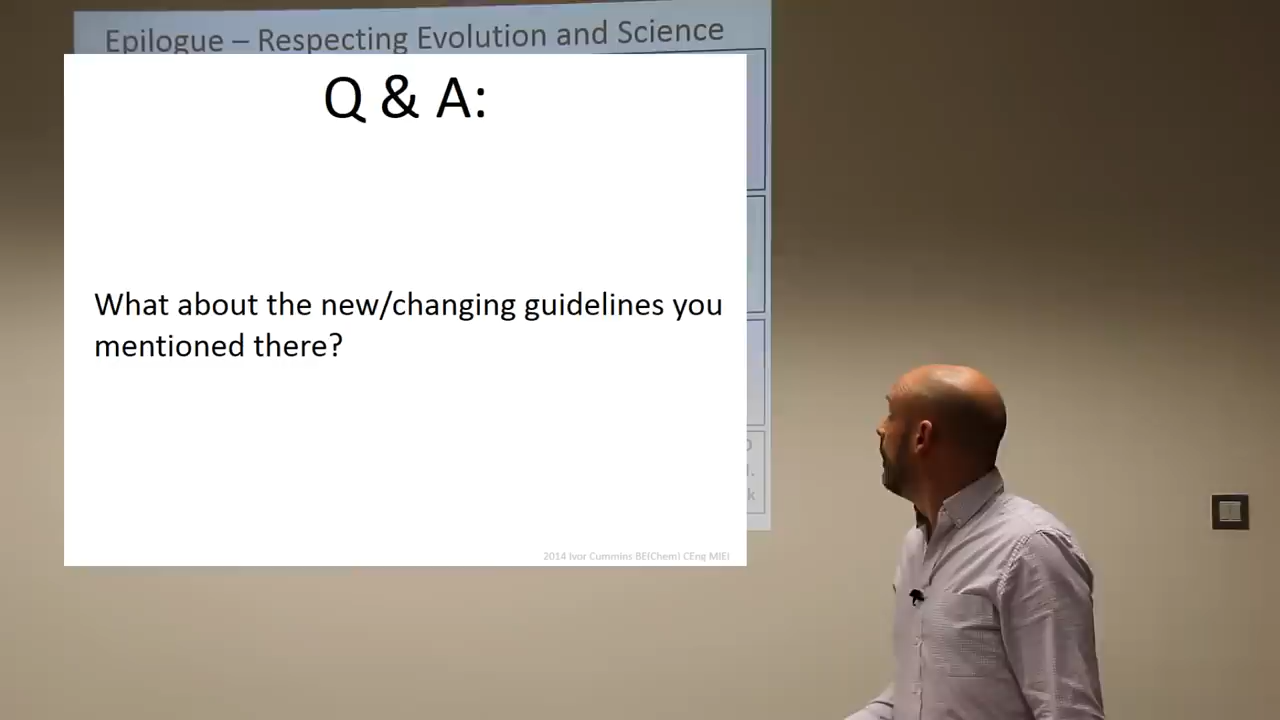 Epilogue – Respecting Evolution and Science
Q & A:
What about the new/changing guidelines you
mentioned there?
2014 Ivor Cummins BE(Chem) CEng MIEI